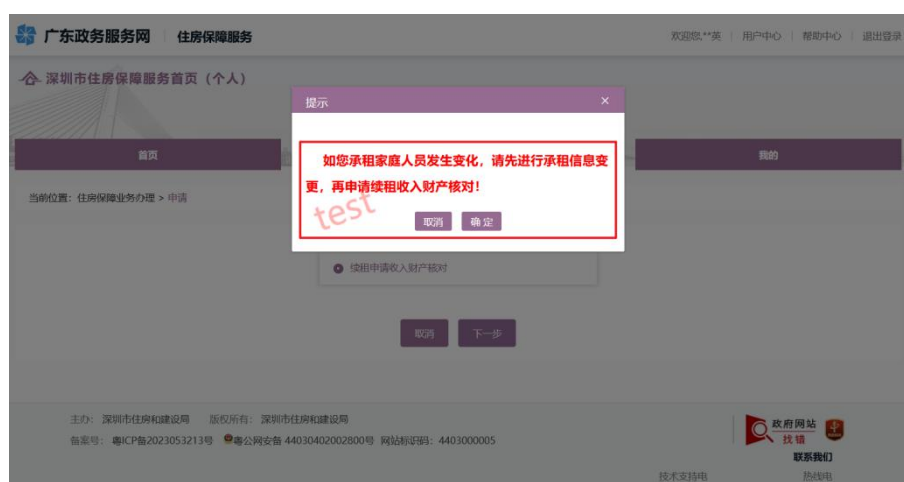 广东政务服务网 住房保障服务 欢迎您,**英 用户中心 帮助中心 退出登录
深圳市住房保障服务首页（个人）
提示 ×
首页 我的
如您承租家庭人员发生变化，请先进行承租信息变
更，再申请续租收入财产核对！
当前位置：住房保障业务办理 > 申请
test
取消 确定
续租申请收入财产核对
取消 下一步
主办：深圳市住房和建设局 版权所有：深圳市住房和建设局
备案号：粤ICP备2023053213号 粤公网安备 44030402002800号 网站标识码：4403000005
政府网站
找错
联系我们
技术支持电 热线电